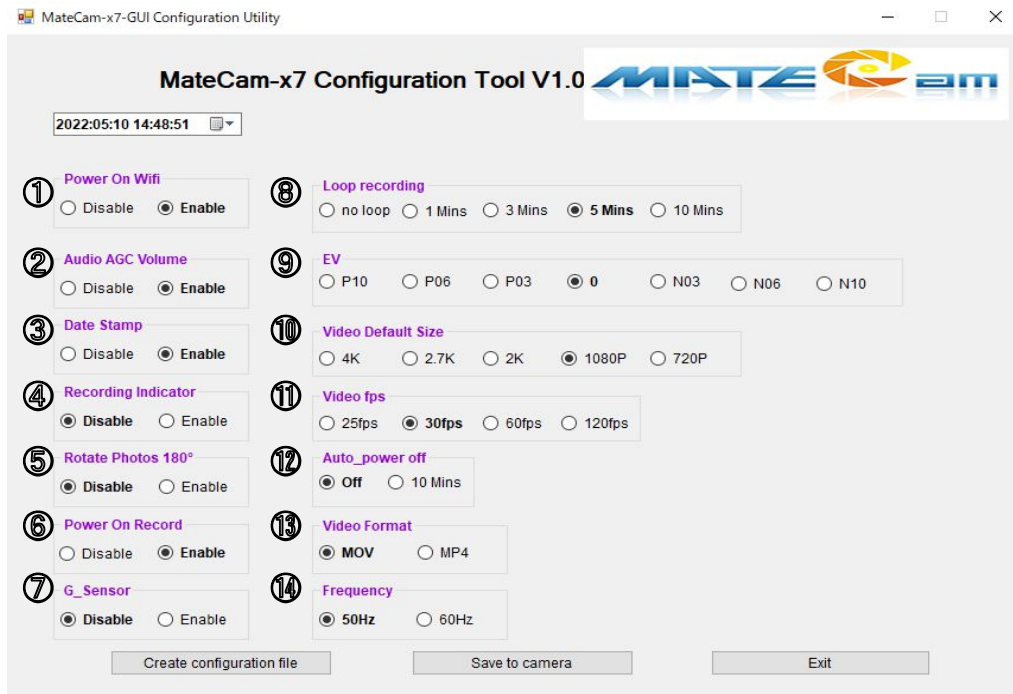 MateCam-x7-GUI Configuration Utility
MateCam-x7 Configuration Tool V1.0
MATECam
2022:05:10 14:48:51
① Power On Wifi
Disable Enable
② Audio AGC Volume
Disable Enable
③ Date Stamp
Disable Enable
④ Recording Indicator
Disable Enable
⑤ Rotate Photos 180°
Disable Enable
⑥ Power On Record
Disable Enable
⑦ G_Sensor
Disable Enable
⑧ Loop recording
no loop 1 Mins 3 Mins 5 Mins 10 Mins
⑨ EV
P10 P06 P03 0 N03 N06 N10
⑩ Video Default Size
4K 2.7K 2K 1080P 720P
⑪ Video fps
25fps 30fps 60fps 120fps
⑫ Auto_power off
Off 10 Mins
⑬ Video Format
MOV MP4
⑭ Frequency
50Hz 60Hz
Create configuration file Save to camera Exit